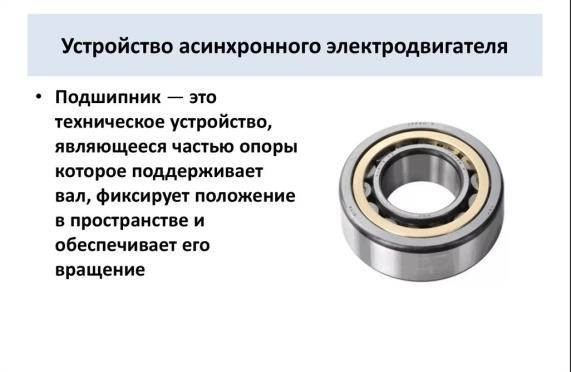 Устройство асинхронного электродвигателя
• Подшипник — это
техническое устройство,
являющееся частью опоры
которое поддерживает
вал, фиксирует положение
в пространстве и
обеспечивает его
вращение